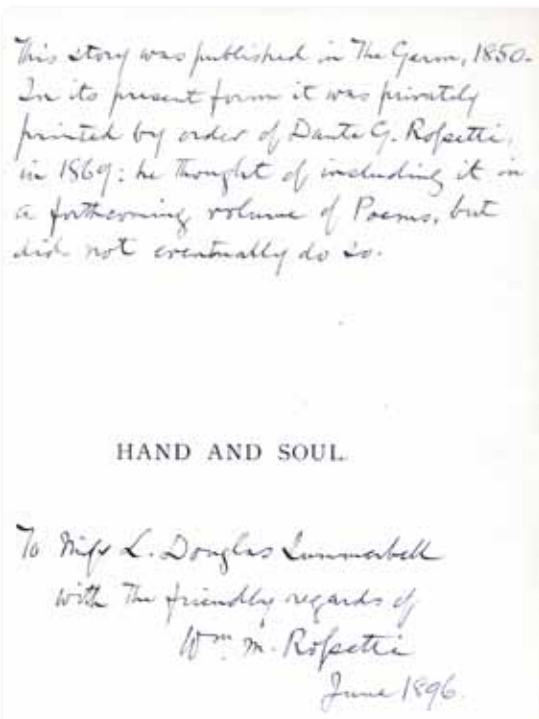 This story was published in The Germ, 1850.
In its present form it was privately
printed by order of Dante G. Roſsetti,
in 1869: he thought of including it in
a forthcoming volume of Poems, but
did not eventually do so.
HAND AND SOUL
To Miſs L. Douglas Summerbell
with the friendly regards of
Wm. M. Roſsetti
June 1896.